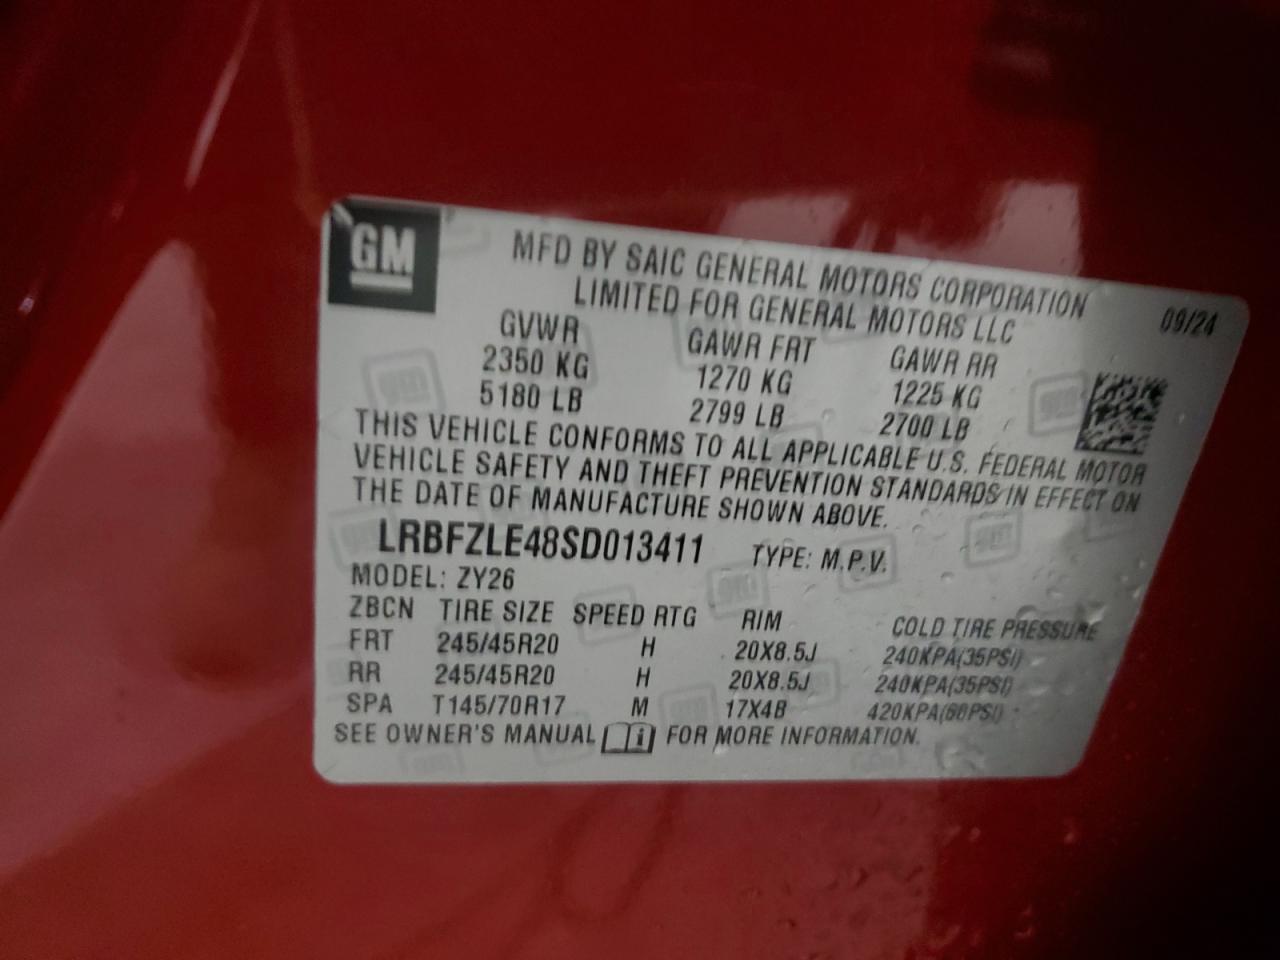 GM
MFD BY SAIC GENERAL MOTORS CORPORATION
LIMITED FOR GENERAL MOTORS LLC
09/24
GVWR GAWR FRT GAWR RR
2350 KG 1270 KG 1225 KG
5180 LB 2799 LB 2700 LB
THIS VEHICLE CONFORMS TO ALL APPLICABLE U.S. FEDERAL MOTOR
VEHICLE SAFETY AND THEFT PREVENTION STANDARDS IN EFFECT ON
THE DATE OF MANUFACTURE SHOWN ABOVE.
LRBFZLE48SD013411 TYPE: M.P.V.
MODEL: ZY26
ZBCN TIRE SIZE SPEED RTG RIM COLD TIRE PRESSURE
FRT 245/45R20 H 20X8.5J 240KPA(35PSI)
RR 245/45R20 H 20X8.5J 240KPA(35PSI)
SPA T145/70R17 M 17X4B 420KPA(60PSI)
SEE OWNER'S MANUAL i FOR MORE INFORMATION.